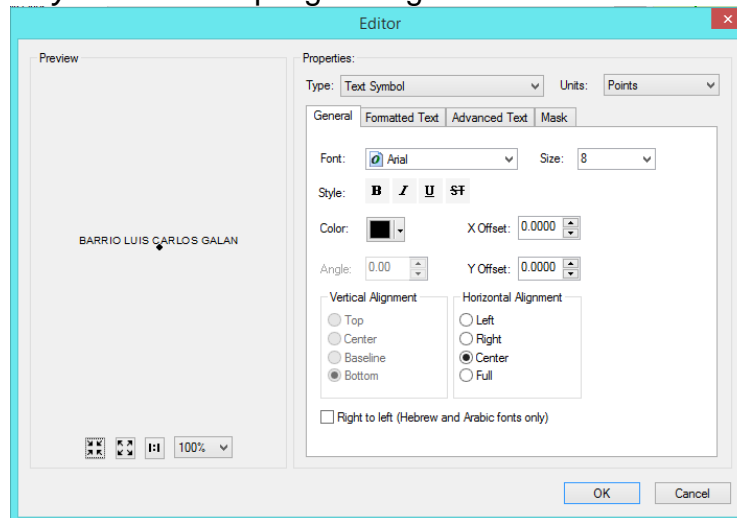 Editor
Preview
Properties:
Type: Text Symbol Units: Points
General Formatted Text Advanced Text Mask
Font: Arial Size: 8
Style: B I U ST
Color: X Offset: 0.0000
BARRIO LUIS CARLOS GALAN
Angle: 0.00 Y Offset: 0.0000
Vertical Alignment Horizontal Alignment
Top Left
Center Right
Baseline Center
Bottom Full
Right to left (Hebrew and Arabic fonts only)
1:1 100%
OK Cancel